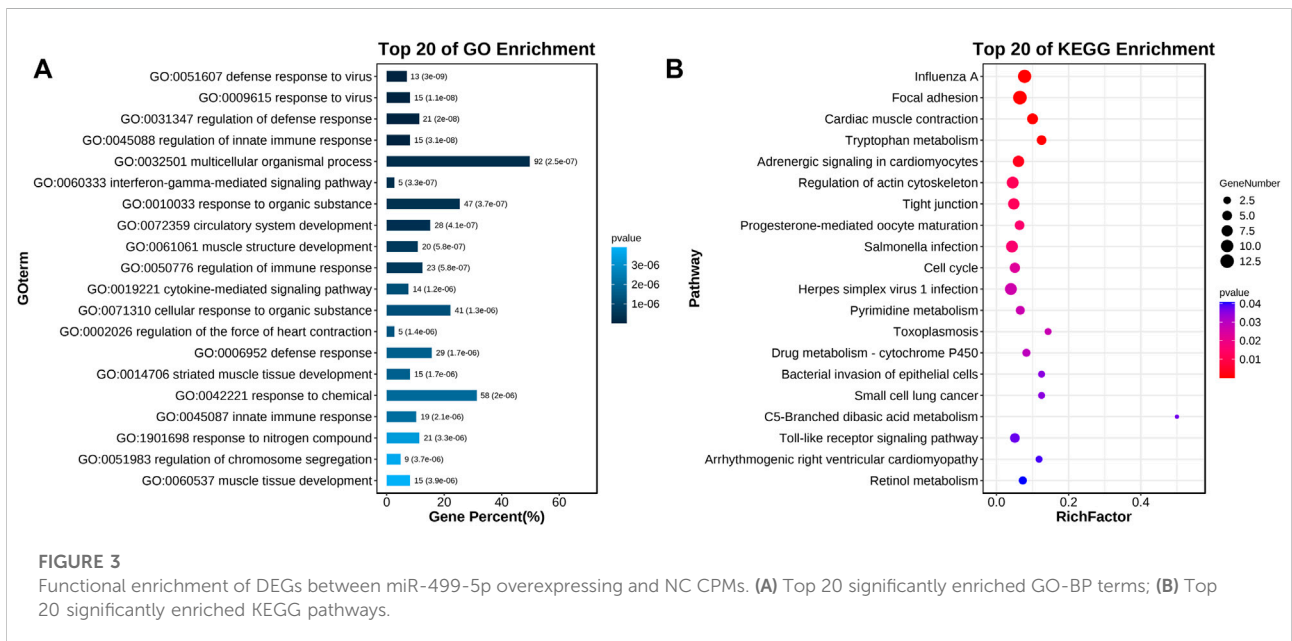 A
Top 20 of GO Enrichment
GOterm
GO:0051607 defense response to virus 13 (3e-09)
GO:0009615 response to virus 15 (1.1e-08)
GO:0031347 regulation of defense response 21 (2e-08)
GO:0045088 regulation of innate immune response 15 (3.1e-08)
GO:0032501 multicellular organismal process 92 (2.5e-07)
GO:0060333 interferon-gamma-mediated signaling pathway 5 (3.3e-07)
GO:0010033 response to organic substance 47 (3.7e-07)
GO:0072359 circulatory system development 28 (4.1e-07)
GO:0061061 muscle structure development 20 (5.8e-07)
GO:0050776 regulation of immune response 23 (5.8e-07)
GO:0019221 cytokine-mediated signaling pathway 14 (1.2e-06)
GO:0071310 cellular response to organic substance 41 (1.3e-06)
GO:0002026 regulation of the force of heart contraction 5 (1.4e-06)
GO:0006952 defense response 29 (1.7e-06)
GO:0014706 striated muscle tissue development 15 (1.7e-06)
GO:0042221 response to chemical 58 (2e-06)
GO:0045087 innate immune response 19 (2.1e-06)
GO:1901698 response to nitrogen compound 21 (3.3e-06)
GO:0051983 regulation of chromosome segregation 9 (3.7e-06)
GO:0060537 muscle tissue development 15 (3.9e-06)
0 20 40 60
Gene Percent(%)
pvalue
3e-06
2e-06
1e-06
B
Top 20 of KEGG Enrichment
Pathway
Influenza A
Focal adhesion
Cardiac muscle contraction
Tryptophan metabolism
Adrenergic signaling in cardiomyocytes
Regulation of actin cytoskeleton
Tight junction
Progesterone-mediated oocyte maturation
Salmonella infection
Cell cycle
Herpes simplex virus 1 infection
Pyrimidine metabolism
Toxoplasmosis
Drug metabolism - cytochrome P450
Bacterial invasion of epithelial cells
Small cell lung cancer
C5-Branched dibasic acid metabolism
Toll-like receptor signaling pathway
Arrhythmogenic right ventricular cardiomyopathy
Retinol metabolism
0.0 0.2 0.4
RichFactor
GeneNumber
2.5
5.0
7.5
10.0
12.5
pvalue
0.04
0.03
0.02
0.01
FIGURE 3
Functional enrichment of DEGs between miR-499-5p overexpressing and NC CPMs. (A) Top 20 significantly enriched GO-BP terms; (B) Top
20 significantly enriched KEGG pathways.